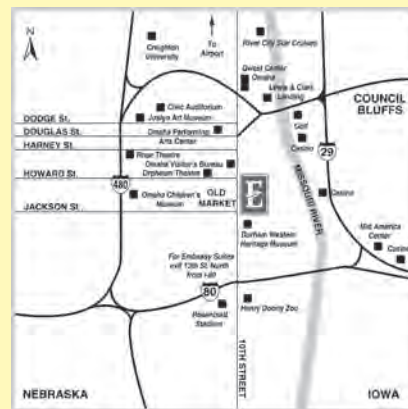 N
Creighton
University
To
Airport
River City Star Cruises
Qwest Center
Omaha
Lewis & Clark
Landing
COUNCIL
BLUFFS
Civic Auditorium
Joslyn Art Museum
DODGE St.
DOUGLAS St.
Omaha Performing
Arts Center
HARNEY St.
Golf
Casino
29
Rose Theatre
Omaha Visitor's Bureau
Orpheum Theatre
HOWARD St.
480
Omaha Children's
Museum
OLD
MARKET
E
MISSOURI RIVER
Casino
JACKSON St.
Durham Western
Heritage Museum
Mid America
Center
Casino
For Embassy Suites
exit 13th St. North
from I-80
80
Rosenblatt
Stadium
Henry Doorly Zoo
10TH STREET
NEBRASKA
IOWA